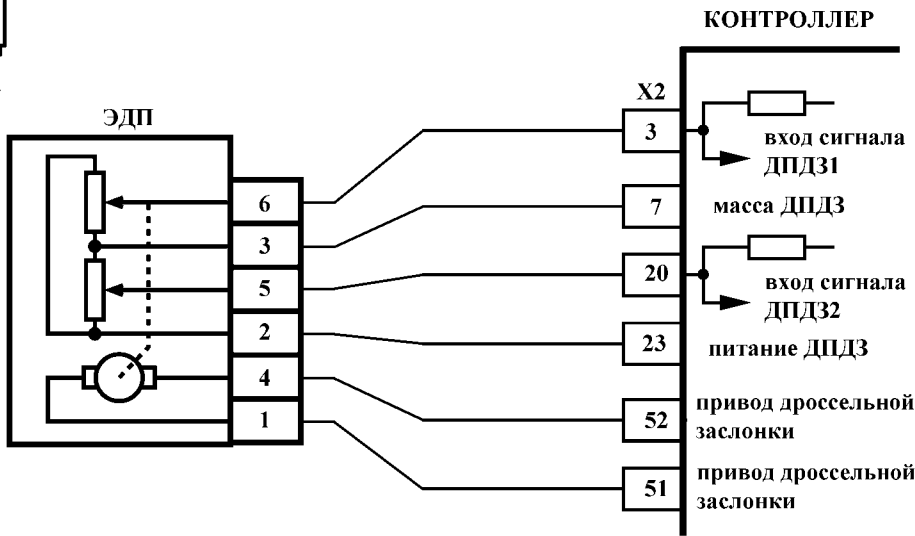 КОНТРОЛЛЕР
X2
ЭДП
3
вход сигнала
ДПДЗ1
6
7
масса ДПДЗ
3
20
вход сигнала
ДПДЗ2
5
2
23
питание ДПДЗ
4
52
привод дроссельной
заслонки
1
51
привод дроссельной
заслонки